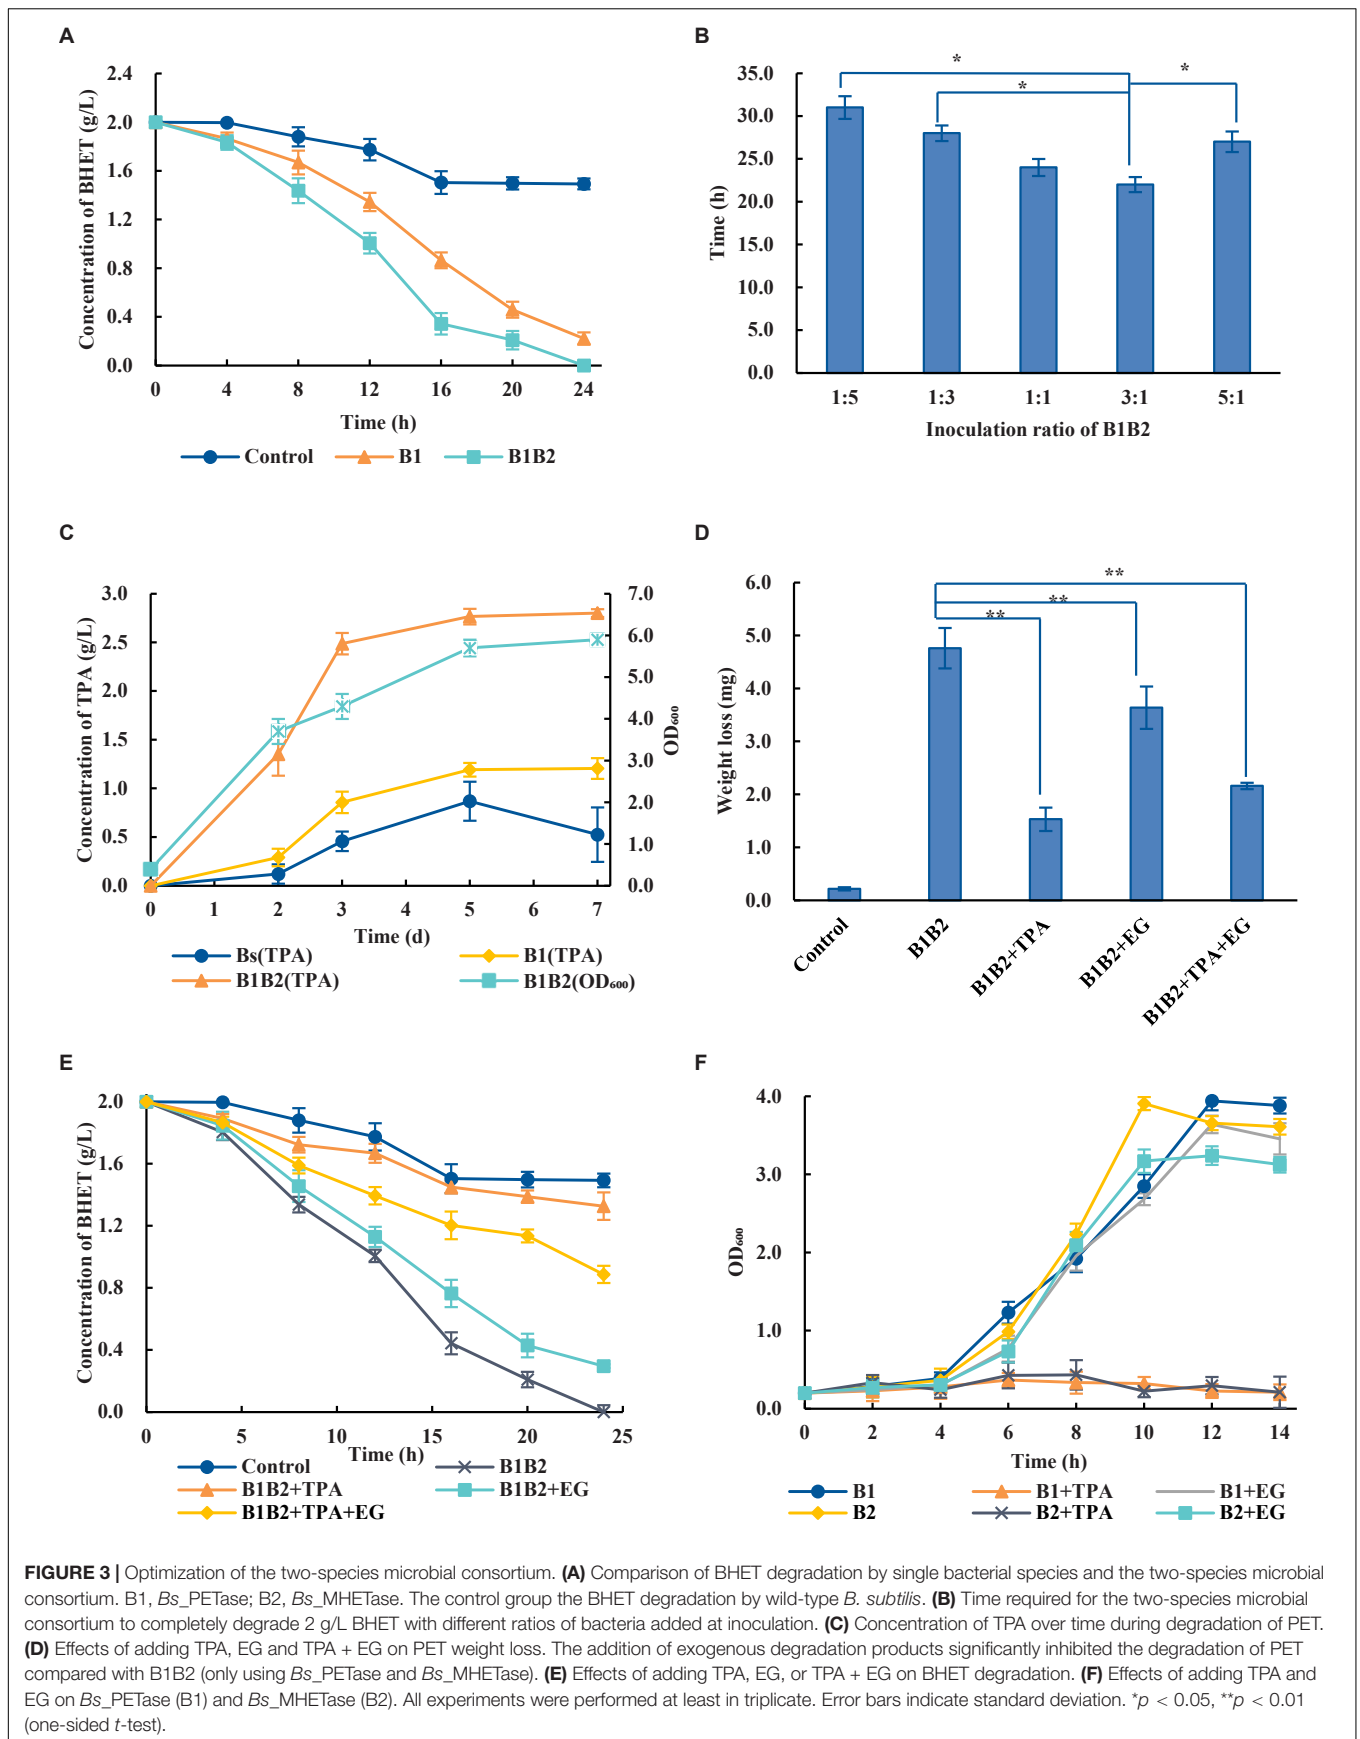 A
2.4
2.0
1.6
1.2
0.8
0.4
0.0
Concentration of BHET (g/L)
0 4 8 12 16 20 24
Time (h)
Control B1 B1B2
B
35.0
30.0
25.0
20.0
15.0
10.0
5.0
0.0
Time (h)
* * *
1:5 1:3 1:1 3:1 5:1
Inoculation ratio of B1B2
C
3.0
2.5
2.0
1.5
1.0
0.5
0.0
Concentration of TPA (g/L)
7.0
6.0
5.0
4.0
3.0
2.0
1.0
0.0
OD₆₀₀
0 1 2 3 4 5 6 7
Time (d)
Bs(TPA) B1(TPA)
B1B2(TPA) B1B2(OD₆₀₀)
D
6.0
5.0
4.0
3.0
2.0
1.0
0.0
Weight loss (mg)
**
**
**
Control B1B2 B1B2+TPA B1B2+EG B1B2+TPA+EG
E
2.0
1.6
1.2
0.8
0.4
0.0
Concentration of BHET (g/L)
0 5 10 15 20 25
Time (h)
Control B1B2
B1B2+TPA B1B2+EG
B1B2+TPA+EG
F
4.0
3.0
2.0
1.0
0.0
OD₆₀₀
0 2 4 6 8 10 12 14
Time (h)
B1 B1+TPA B1+EG
B2 B2+TPA B2+EG
FIGURE 3 | Optimization of the two-species microbial consortium. (A) Comparison of BHET degradation by single bacterial species and the two-species microbial
consortium. B1, Bs_PETase; B2, Bs_MHETase. The control group the BHET degradation by wild-type B. subtilis. (B) Time required for the two-species microbial
consortium to completely degrade 2 g/L BHET with different ratios of bacteria added at inoculation. (C) Concentration of TPA over time during degradation of PET.
(D) Effects of adding TPA, EG and TPA + EG on PET weight loss. The addition of exogenous degradation products significantly inhibited the degradation of PET
compared with B1B2 (only using Bs_PETase and Bs_MHETase). (E) Effects of adding TPA, EG, or TPA + EG on BHET degradation. (F) Effects of adding TPA and
EG on Bs_PETase (B1) and Bs_MHETase (B2). All experiments were performed at least in triplicate. Error bars indicate standard deviation. *p < 0.05, **p < 0.01
(one-sided t-test).